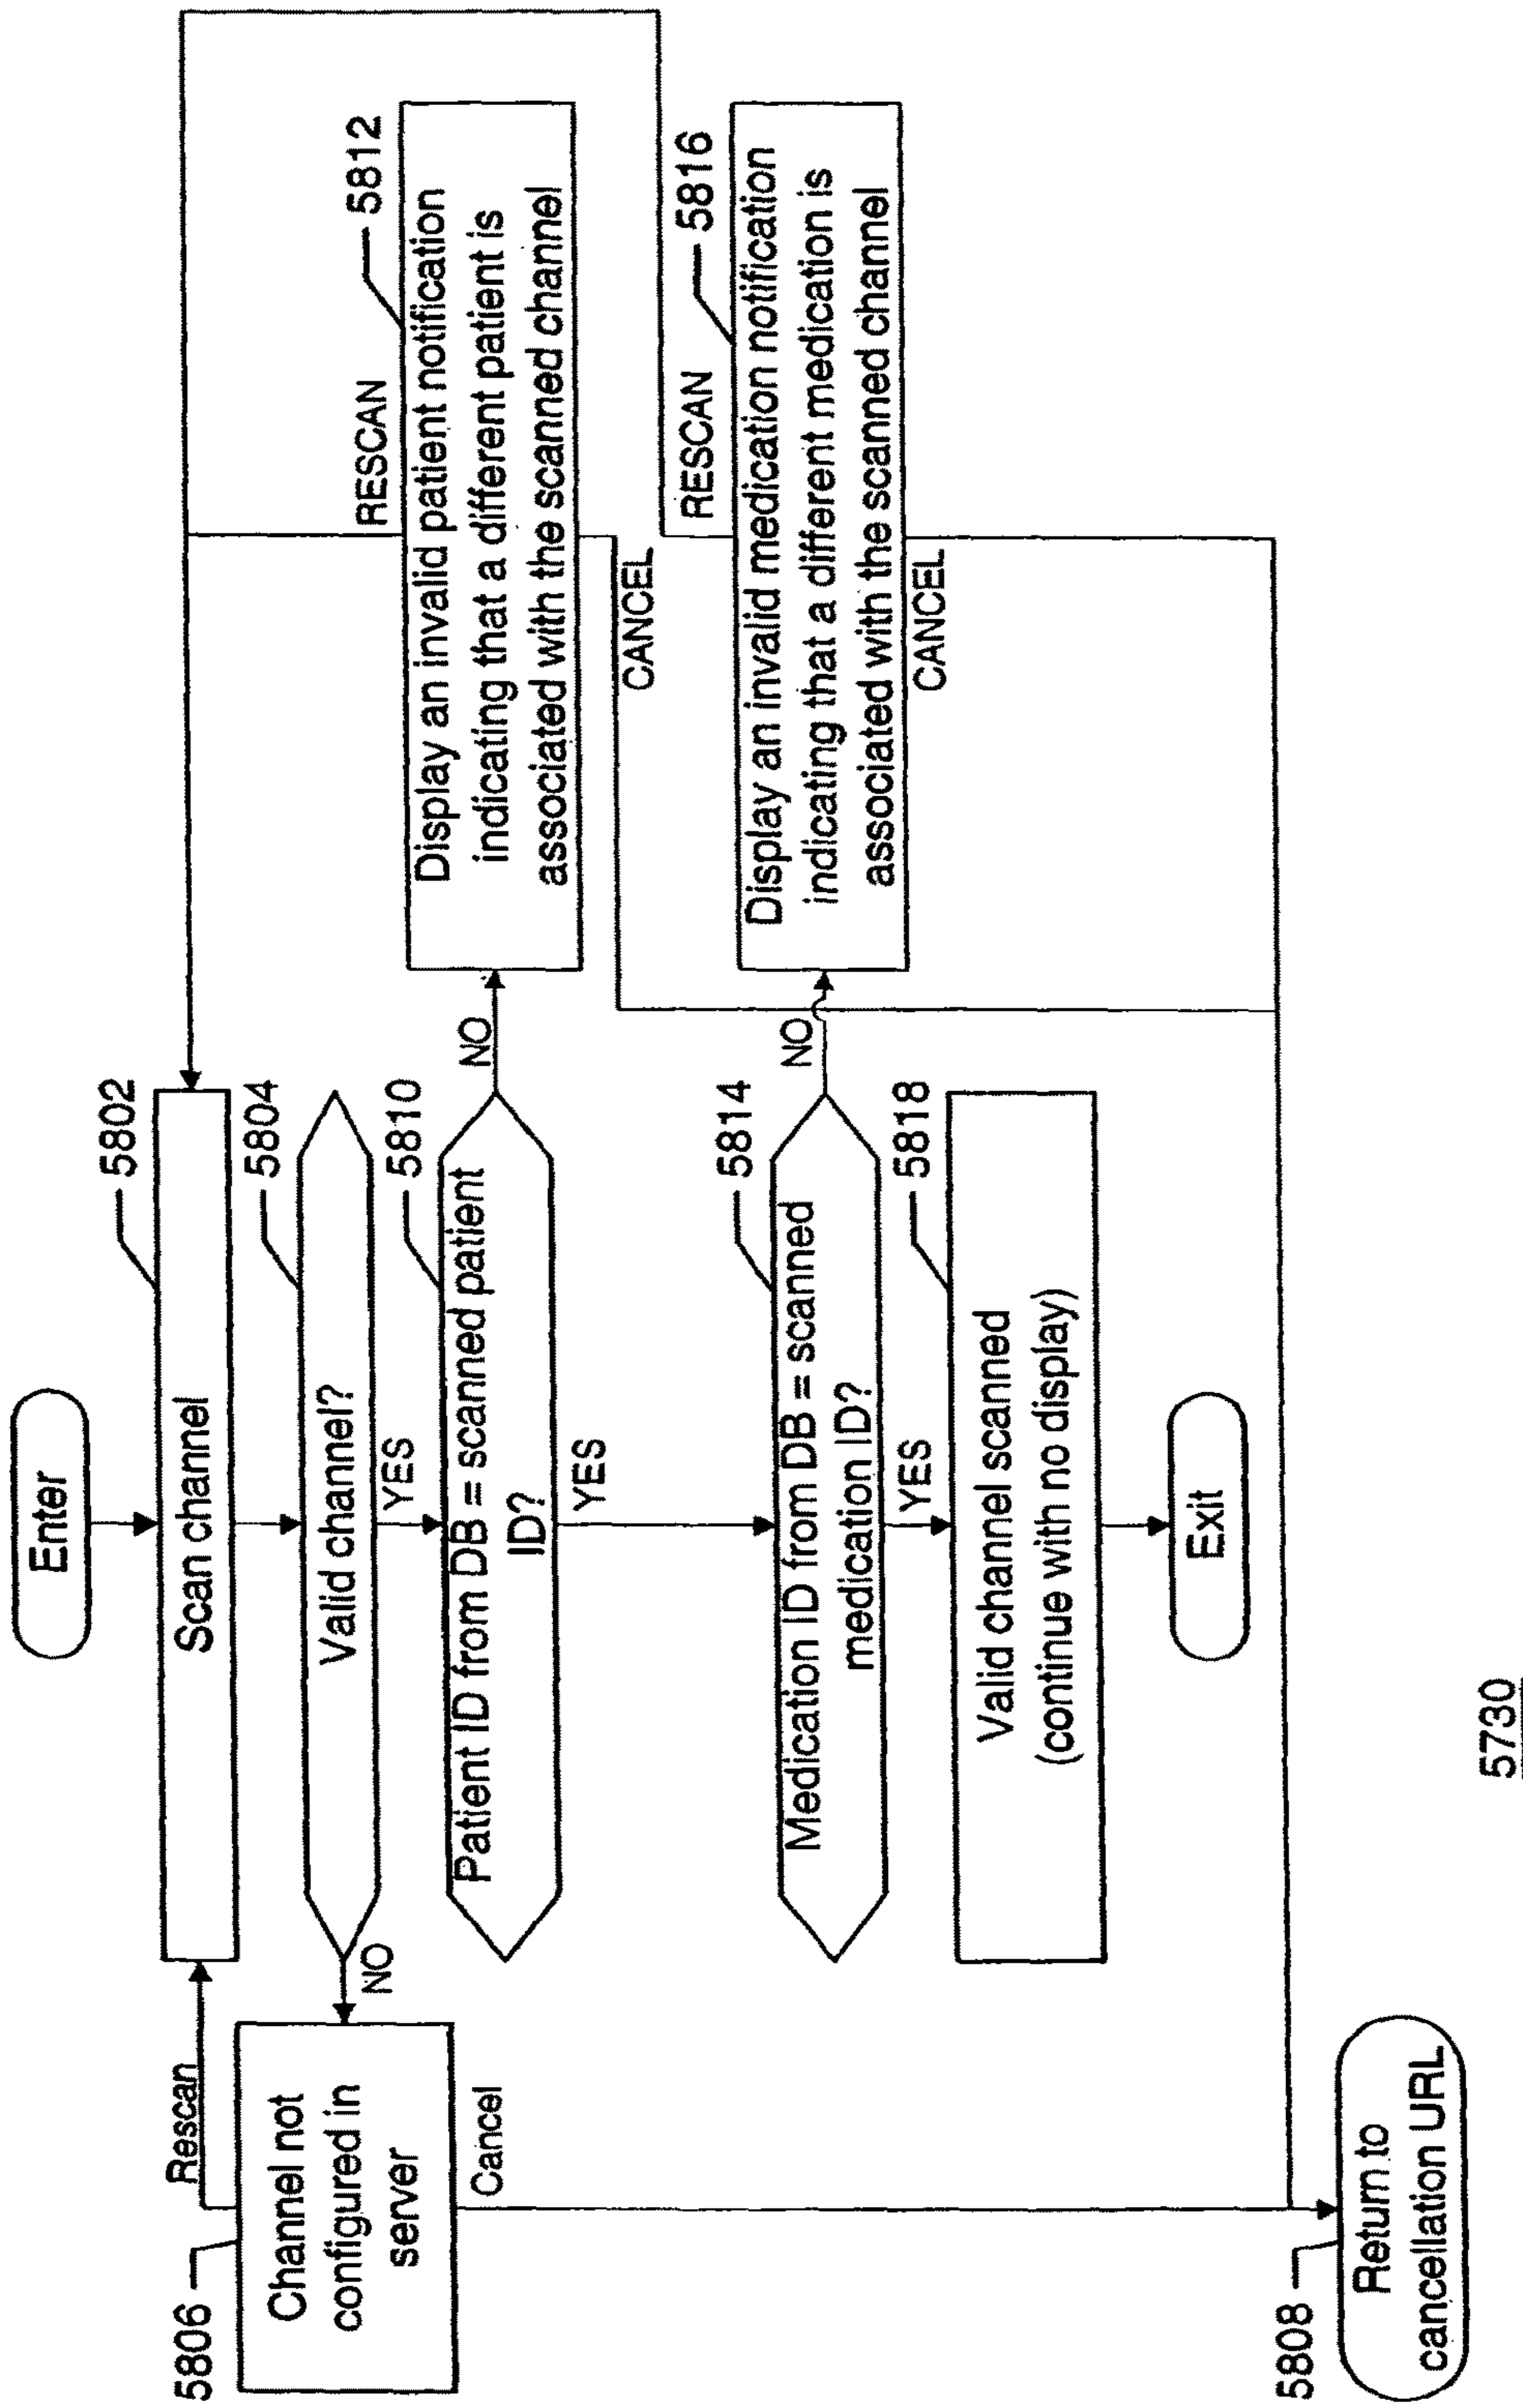 Enter
5802
Scan channel
Rescan
5804
Valid channel?
NO
YES
5806
Channel not
configured in
server
Cancel
5810
Patient ID from DB = scanned patient
ID?
NO
YES
RESCAN
5812
Display an invalid patient notification
indicating that a different patient is
associated with the scanned channel
CANCEL
5814
Medication ID from DB = scanned
medication ID?
NO
YES
RESCAN
5816
Display an invalid medication notification
indicating that a different medication is
associated with the scanned channel
CANCEL
5818
Valid channel scanned
(continue with no display)
Exit
5808
Return to
cancellation URL
5730